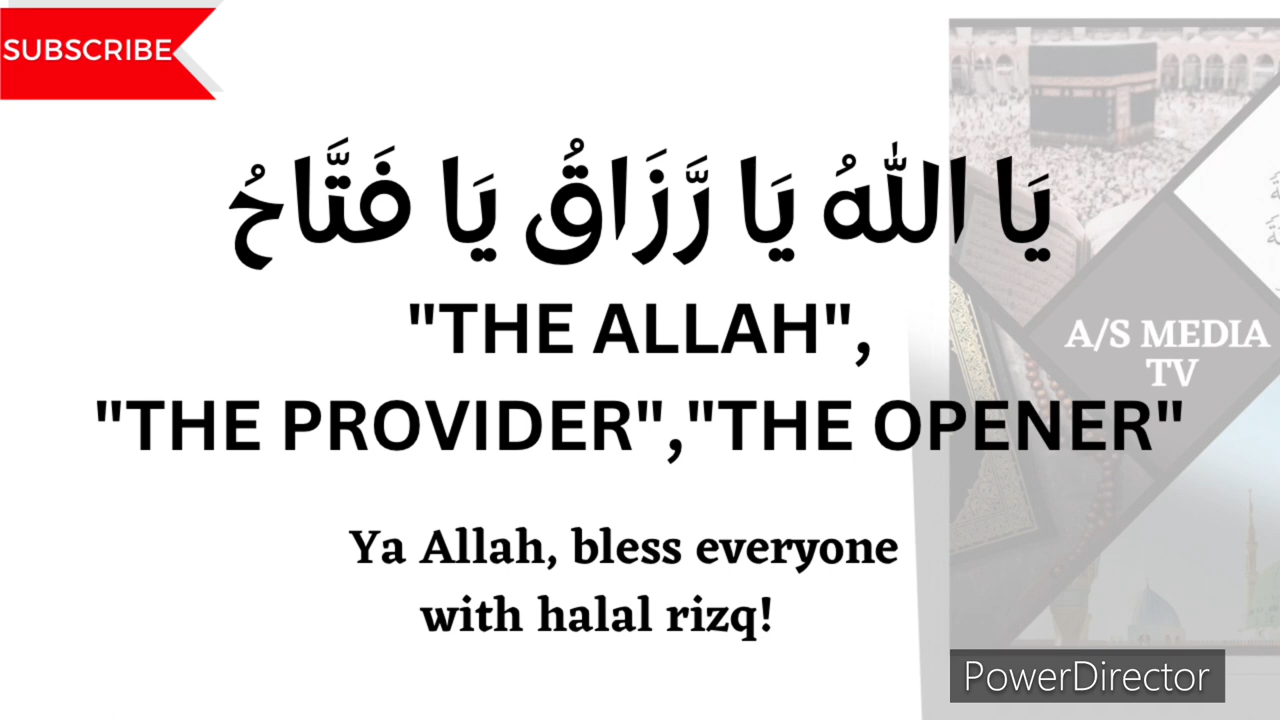 SUBSCRIBE
يَا اللّٰهُ يَا رَّزَاقُ يَا فَتَّاحُ
"THE ALLAH",
"THE PROVIDER","THE OPENER"
Ya Allah, bless everyone
with halal rizq!
A/S MEDIA
TV
PowerDirector